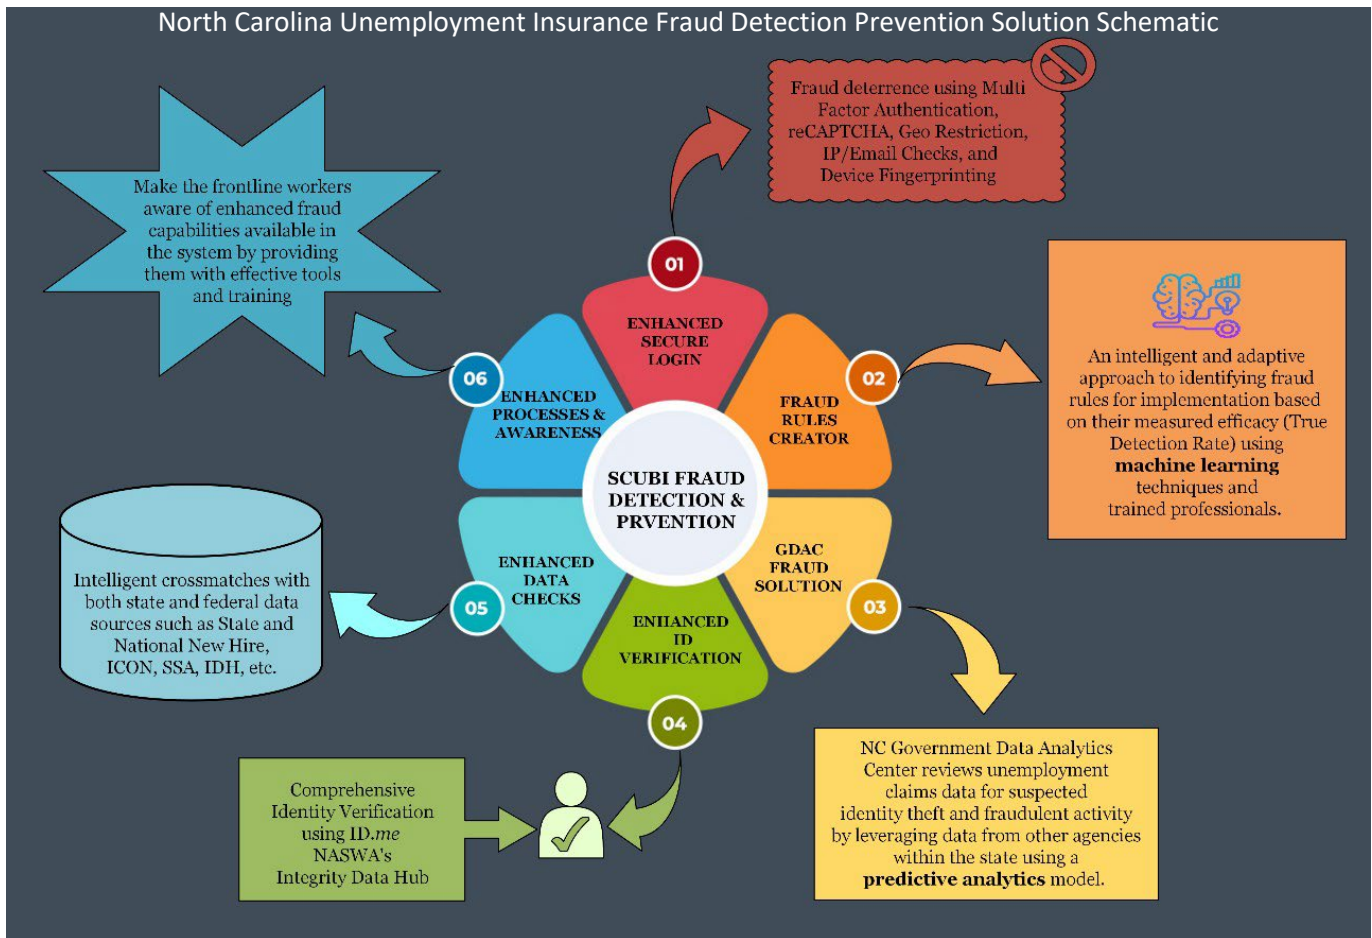 North Carolina Unemployment Insurance Fraud Detection Prevention Solution Schematic
Fraud deterrence using Multi
Factor Authentication,
reCAPTCHA, Geo Restriction,
IP/Email Checks, and
Device Fingerprinting
Make the frontline workers
aware of enhanced fraud
capabilities available in
the system by providing
them with effective tools
and training
01
ENHANCED
SECURE
LOGIN
02
FRAUD
RULES
CREATOR
An intelligent and adaptive
approach to identifying fraud
rules for implementation based
on their measured efficacy (True
Detection Rate) using
machine learning
techniques and
trained professionals.
06
ENHANCED
PROCESSES &
AWARENESS
SCUBI FRAUD
DETECTION &
PRVENTION
GDAC
FRAUD
SOLUTION
03
ENHANCED
DATA
CHECKS
05
Intelligent crossmatches with
both state and federal data
sources such as State and
National New Hire,
ICON, SSA, IDH, etc.
ENHANCED
ID
VERIFICATION
04
Comprehensive
Identity Verification
using ID.me
NASWA's
Integrity Data Hub
NC Government Data Analytics
Center reviews unemployment
claims data for suspected
identity theft and fraudulent activity
by leveraging data from other agencies
within the state using a
predictive analytics model.